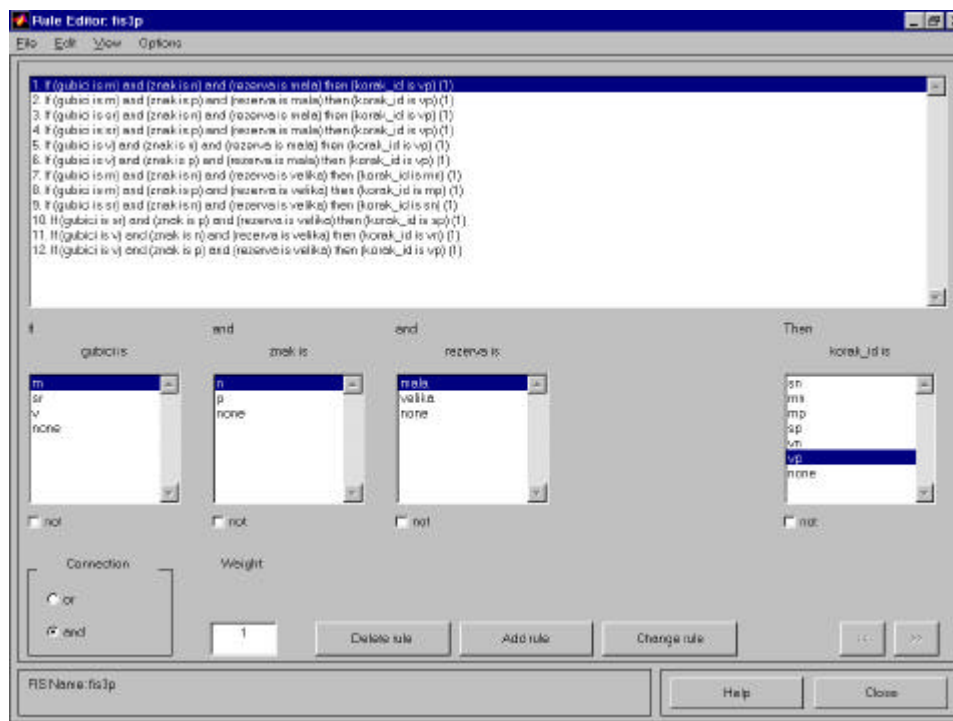 Rule Editor: fis3p
File Edit View Options
1. If (gubici is m) and (znak is n) and (rezerva is mala) then (korak_id is vp) (1)
2. If (gubici is m) and (znak is p) and (rezerva is mala) then (korak_id is vp) (1)
3. If (gubici is sr) and (znak is n) and (rezerva is mala) then (korak_id is vp) (1)
4. If (gubici is sr) and (znak is p) and (rezerva is mala) then (korak_id is vp) (1)
5. If (gubici is v) and (znak is n) and (rezerva is mala) then (korak_id is vp) (1)
6. If (gubici is v) and (znak is p) and (rezerva is mala) then (korak_id is vp) (1)
7. If (gubici is m) and (znak is n) and (rezerva is velika) then (korak_id is mn) (1)
8. If (gubici is m) and (znak is p) and (rezerva is velika) then (korak_id is mp) (1)
9. If (gubici is sr) and (znak is n) and (rezerva is velika) then (korak_id is sn) (1)
10. If (gubici is sr) and (znak is p) and (rezerva is velika) then (korak_id is sp) (1)
11. If (gubici is v) and (znak is n) and (rezerva is velika) then (korak_id is vn) (1)
12. If (gubici is v) and (znak is p) and (rezerva is velika) then (korak_id is vp) (1)
If and and Then
gubici is znak is rezerva is korak_id is
m
sr
v
none
n
p
none
mala
velika
none
sn
mn
mp
sp
vn
vp
none
not not not not
Connection
or
and
Weight
1
Delete rule Add rule Change rule << >>
FIS Name: fis3p
Help Close